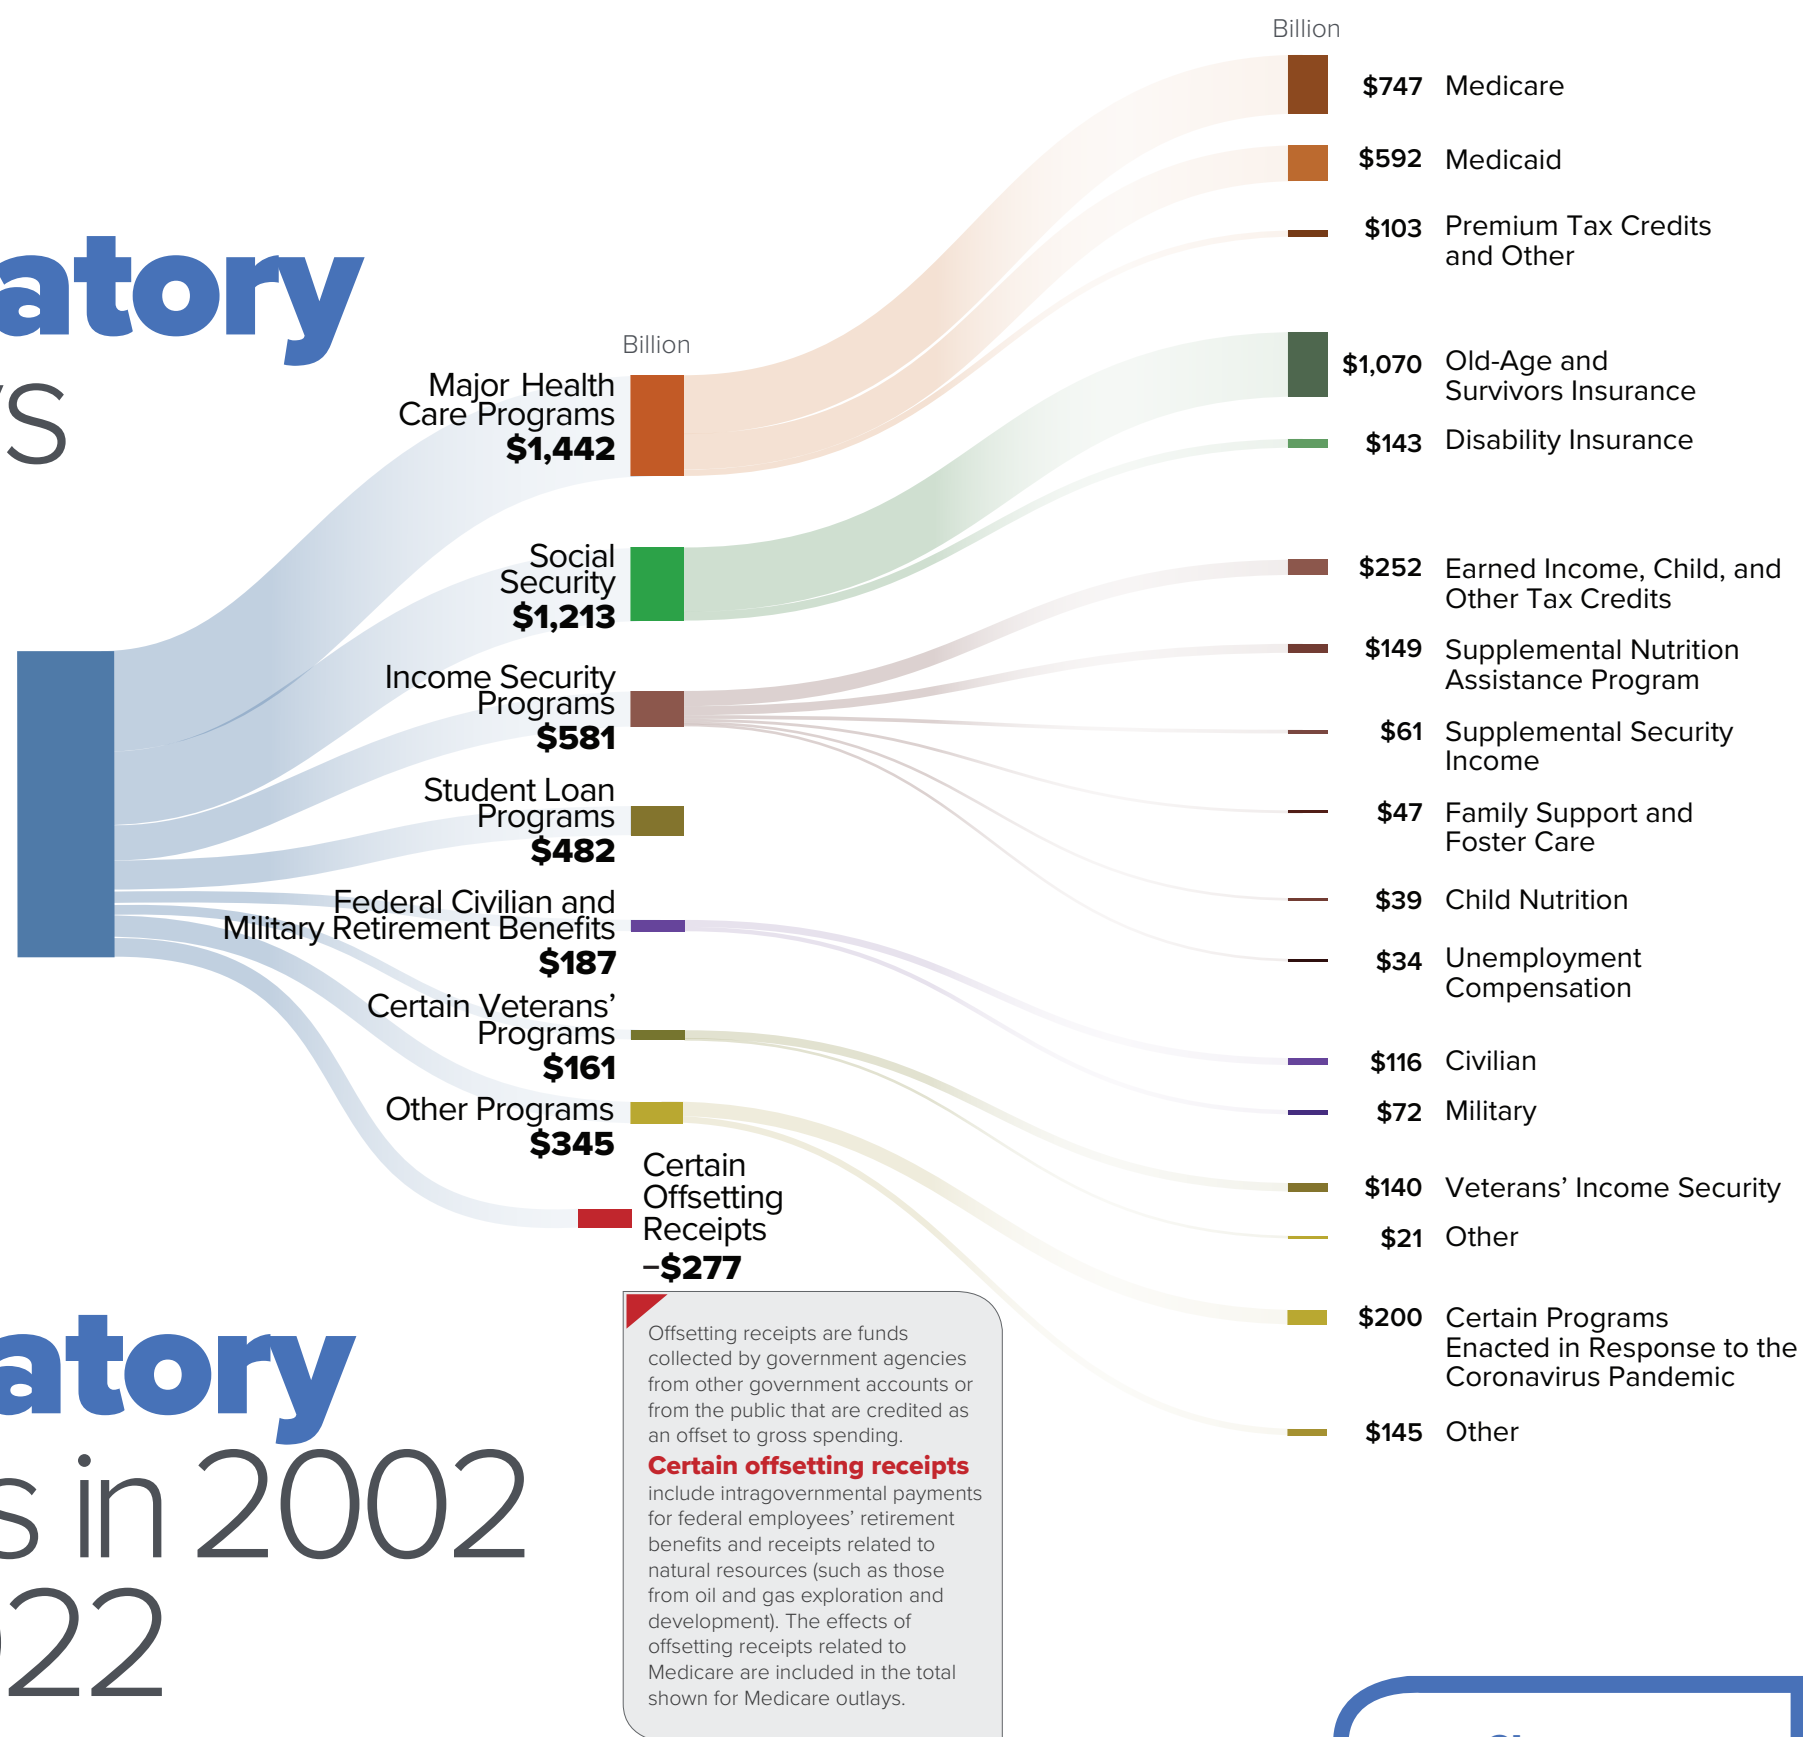 Billion
$747 Medicare
$592 Medicaid
$103 Premium Tax Credits
and Other
$1,070 Old-Age and
Survivors Insurance
$143 Disability Insurance
$252 Earned Income, Child, and
Other Tax Credits
$149 Supplemental Nutrition
Assistance Program
$61 Supplemental Security
Income
$47 Family Support and
Foster Care
$39 Child Nutrition
$34 Unemployment
Compensation
$116 Civilian
$72 Military
$140 Veterans’ Income Security
$21 Other
$200 Certain Programs
Enacted in Response to the
Coronavirus Pandemic
$145 Other
atory
Billion
Major Health
Care Programs
$1,442
Social
Security
$1,213
Income Security
Programs
$581
Student Loan
Programs
$482
Federal Civilian and
Military Retirement Benefits
$187
Certain Veterans’
Programs
$161
Other Programs
$345
Certain
Offsetting
Receipts
–$277
Offsetting receipts are funds
collected by government agencies
from other government accounts or
from the public that are credited as
an offset to gross spending.
Certain offsetting receipts
include intragovernmental payments
for federal employees’ retirement
benefits and receipts related to
natural resources (such as those
from oil and gas exploration and
development). The effects of
offsetting receipts related to
Medicare are included in the total
shown for Medicare outlays.
atory
s in 2002
22